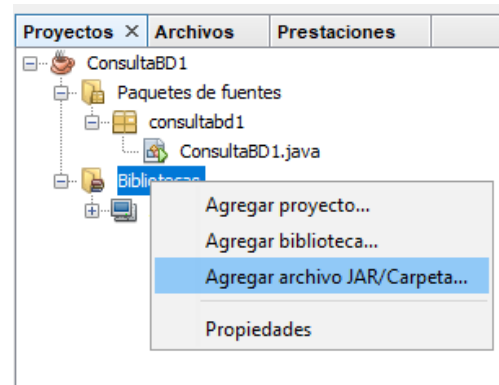 Proyectos × Archivos Prestaciones
ConsultaBD1
Paquetes de fuentes
consultabd1
ConsultaBD1.java
Bibliotecas
Agregar proyecto...
Agregar biblioteca...
Agregar archivo JAR/Carpeta...
Propiedades